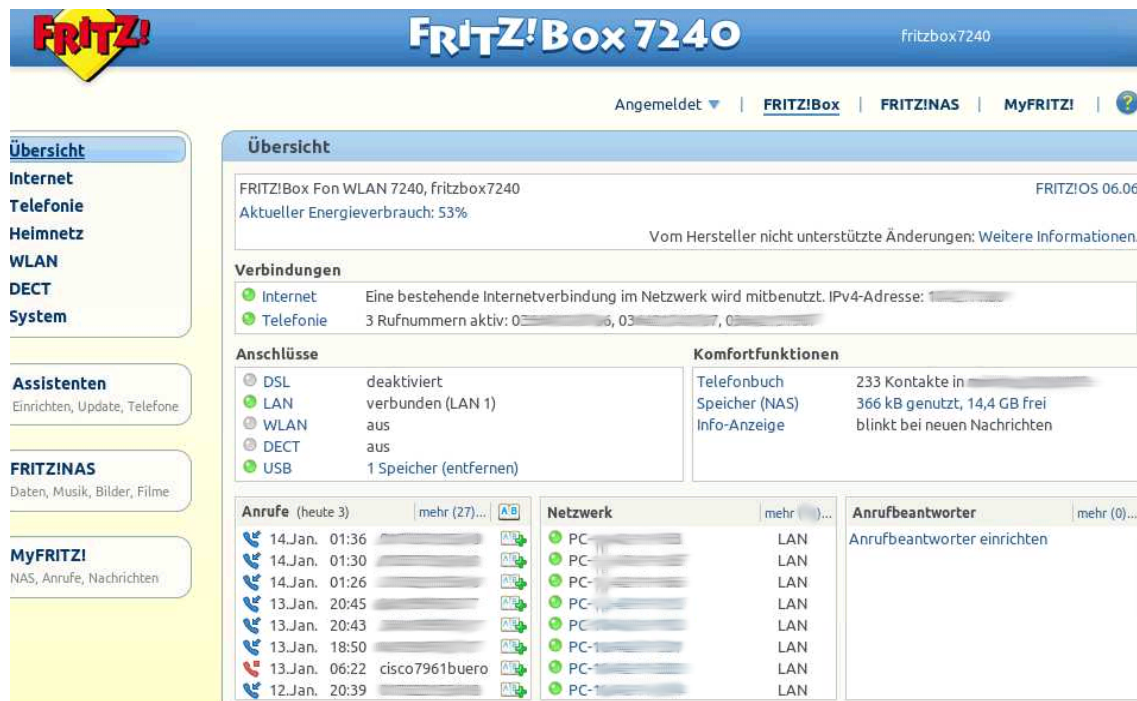 FRITZ!
FRITZ!Box 7240
fritzbox7240
Angemeldet | FRITZ!Box | FRITZ!NAS | MyFRITZ! | ?
Übersicht
Internet
Telefonie
Heimnetz
WLAN
DECT
System
Assistenten
Einrichten, Update, Telefone
FRITZ!NAS
Daten, Musik, Bilder, Filme
MyFRITZ!
NAS, Anrufe, Nachrichten
Übersicht
FRITZ!Box Fon WLAN 7240, fritzbox7240 FRITZ!OS 06.06
Aktueller Energieverbrauch: 53%
Vom Hersteller nicht unterstützte Änderungen: Weitere Informationen.
Verbindungen
Internet Eine bestehende Internetverbindung im Netzwerk wird mitbenutzt. IPv4-Adresse:
Telefonie 3 Rufnummern aktiv:
Anschlüsse
DSL deaktiviert
LAN verbunden (LAN 1)
WLAN aus
DECT aus
USB 1 Speicher (entfernen)
Komfortfunktionen
Telefonbuch 233 Kontakte in
Speicher (NAS) 366 kB genutzt, 14,4 GB frei
Info-Anzeige blinkt bei neuen Nachrichten
Anrufe (heute 3) mehr (27)...
14.Jan. 01:36
14.Jan. 01:30
14.Jan. 01:26
13.Jan. 20:45
13.Jan. 20:43
13.Jan. 18:50
13.Jan. 06:22 cisco7961buero
12.Jan. 20:39
Netzwerk mehr
PC- LAN
PC- LAN
PC- LAN
PC- LAN
PC- LAN
PC- LAN
PC- LAN
PC- LAN
Anrufbeantworter mehr (0)...
Anrufbeantworter einrichten